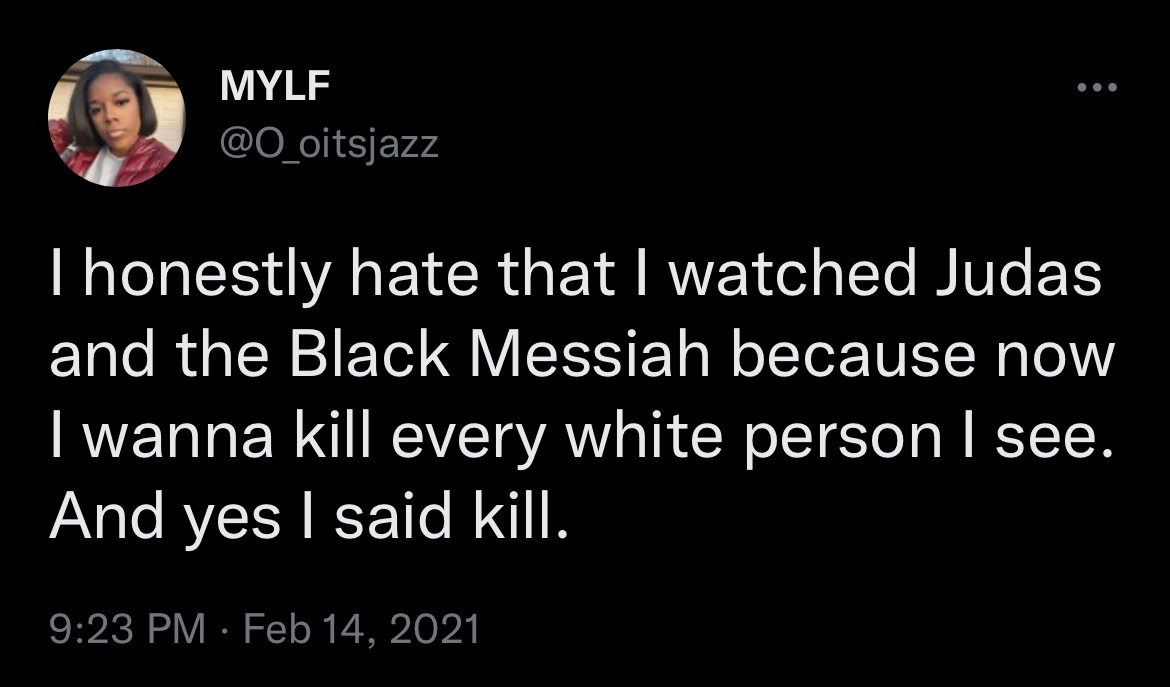 MYLF
@O_oitsjazz
I honestly hate that I watched Judas
and the Black Messiah because now
I wanna kill every white person I see.
And yes I said kill.
9:23 PM · Feb 14, 2021